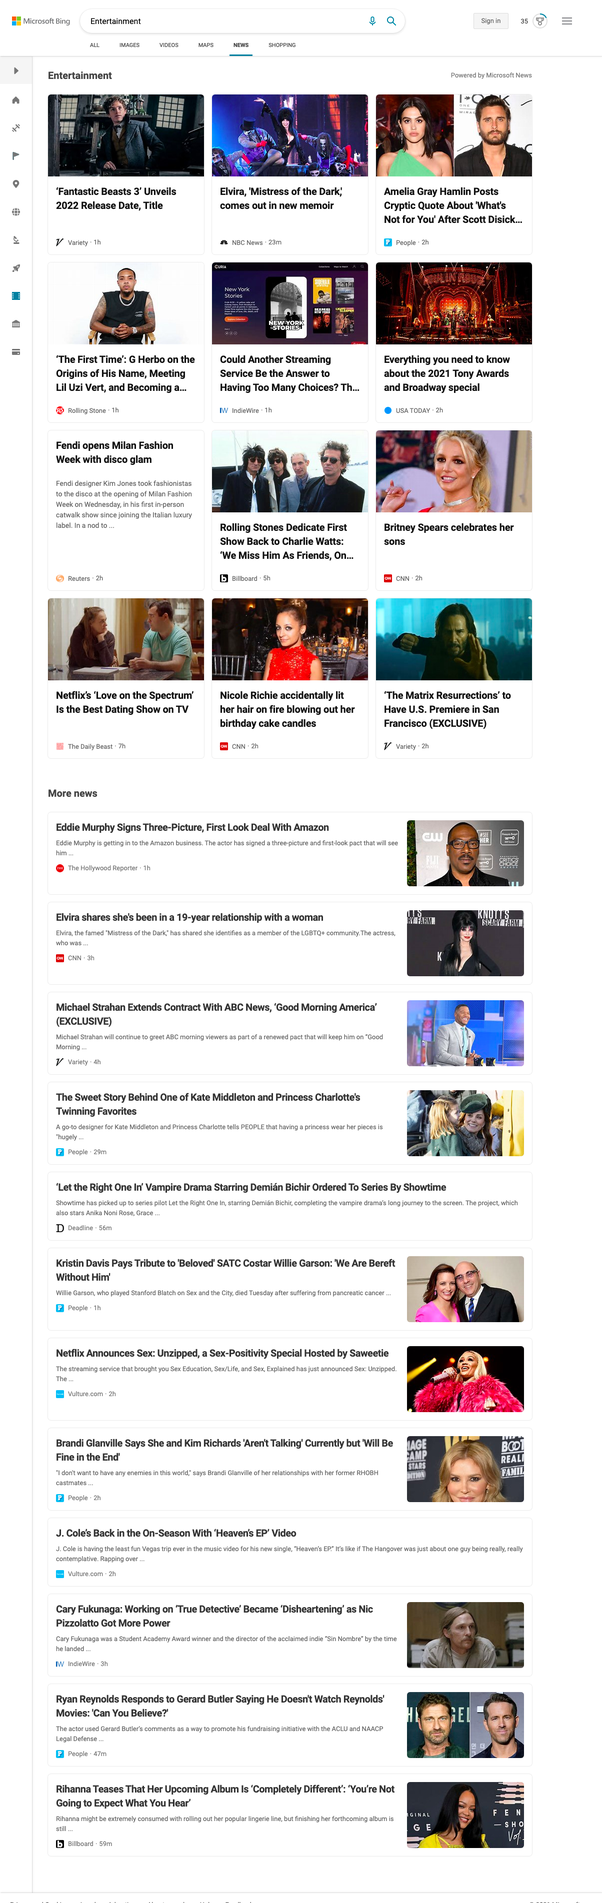 Microsoft Bing
Entertainment
Sign in
35
ALL
IMAGES
VIDEOS
MAPS
NEWS
SHOPPING
Entertainment
Powered by Microsoft News
'Fantastic Beasts 3' Unveils
2022 Release Date, Title
Variety · 1h
Elvira, 'Mistress of the Dark,'
comes out in new memoir
NBC News · 23m
Amelia Gray Hamlin Posts
Cryptic Quote About 'What's
Not for You' After Scott Disick...
People · 2h
'The First Time': G Herbo on the
Origins of His Name, Meeting
Lil Uzi Vert, and Becoming a...
Rolling Stone · 1h
New York
Stories
NEW YORK
STORIES
Could Another Streaming
Service Be the Answer to
Having Too Many Choices? Th...
IndieWire · 1h
Everything you need to know
about the 2021 Tony Awards
and Broadway special
USA TODAY · 2h
Fendi opens Milan Fashion
Week with disco glam
Fendi designer Kim Jones took fashionistas
to the disco at the opening of Milan Fashion
Week on Wednesday, in his first in-person
catwalk show since joining the Italian luxury
label. In a nod to ...
Reuters · 2h
Rolling Stones Dedicate First
Show Back to Charlie Watts:
'We Miss Him As Friends, On...
Billboard · 5h
Britney Spears celebrates her
sons
CNN · 2h
Netflix's 'Love on the Spectrum'
Is the Best Dating Show on TV
The Daily Beast · 7h
Nicole Richie accidentally lit
her hair on fire blowing out her
birthday cake candles
CNN · 2h
'The Matrix Resurrections' to
Have U.S. Premiere in San
Francisco (EXCLUSIVE)
Variety · 2h
More news
Eddie Murphy Signs Three-Picture, First Look Deal With Amazon
Eddie Murphy is getting in to the Amazon business. The actor has signed a three-picture and first-look pact that will see
him ...
The Hollywood Reporter · 1h
Elvira shares she's been in a 19-year relationship with a woman
Elvira, the famed "Mistress of the Dark," has shared she identifies as a member of the LGBTQ+ community.The actress,
who was ...
CNN · 3h
Michael Strahan Extends Contract With ABC News, 'Good Morning America'
(EXCLUSIVE)
Michael Strahan will continue to greet ABC morning viewers as part of a renewed pact that will keep him on "Good
Morning ...
Variety · 4h
The Sweet Story Behind One of Kate Middleton and Princess Charlotte's
Twinning Favorites
A go-to designer for Kate Middleton and Princess Charlotte tells PEOPLE that having a princess wear her pieces is
"hugely ...
People · 29m
'Let the Right One In' Vampire Drama Starring Demián Bichir Ordered To Series By Showtime
Showtime has picked up to series pilot Let the Right One In, starring Demián Bichir, completing the vampire drama's long journey to the screen. The project, which
also stars Anika Noni Rose, Grace ...
Deadline · 56m
Kristin Davis Pays Tribute to 'Beloved' SATC Costar Willie Garson: 'We Are Bereft
Without Him'
Willie Garson, who played Stanford Blatch on Sex and the City, died Tuesday after suffering from pancreatic cancer ...
People · 1h
Netflix Announces Sex: Unzipped, a Sex-Positivity Special Hosted by Saweetie
The streaming service that brought you Sex Education, Sex/Life, and Sex, Explained has just announced Sex: Unzipped.
The ...
Vulture.com · 2h
Brandi Glanville Says She and Kim Richards 'Aren't Talking' Currently but 'Will Be
Fine in the End'
"I don't want to have any enemies in this world," says Brandi Glanville of her relationships with her former RHOBH
castmates ...
People · 2h
J. Cole's Back in the On-Season With 'Heaven's EP' Video
J. Cole is having the least fun Vegas trip ever in the music video for his new single, "Heaven's EP." It's like if The Hangover was just about one guy being really, really
contemplative. Rapping over ...
Vulture.com · 2h
Cary Fukunaga: Working on 'True Detective' Became 'Disheartening' as Nic
Pizzolatto Got More Power
Cary Fukunaga was a Student Academy Award winner and the director of the acclaimed indie "Sin Nombre" by the time
he landed ...
IndieWire · 3h
Ryan Reynolds Responds to Gerard Butler Saying He Doesn't Watch Reynolds'
Movies: 'Can You Believe?'
The actor used Gerard Butler's comments as a way to promote his fundraising initiative with the ACLU and NAACP
Legal Defense ...
People · 47m
Rihanna Teases That Her Upcoming Album Is 'Completely Different': 'You're Not
Going to Expect What You Hear'
Rihanna might be extremely consumed with rolling out her popular lingerie line, but finishing her forthcoming album is
still ...
Billboard · 59m